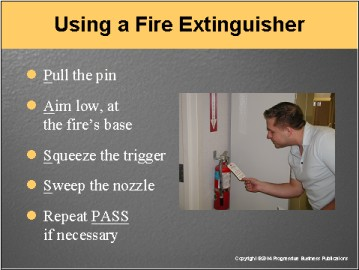 Using a Fire Extinguisher
Pull the pin
Aim low, at
the fire's base
Squeeze the trigger
Sweep the nozzle
Repeat PASS
if necessary
Copyright Progressive Business Publications